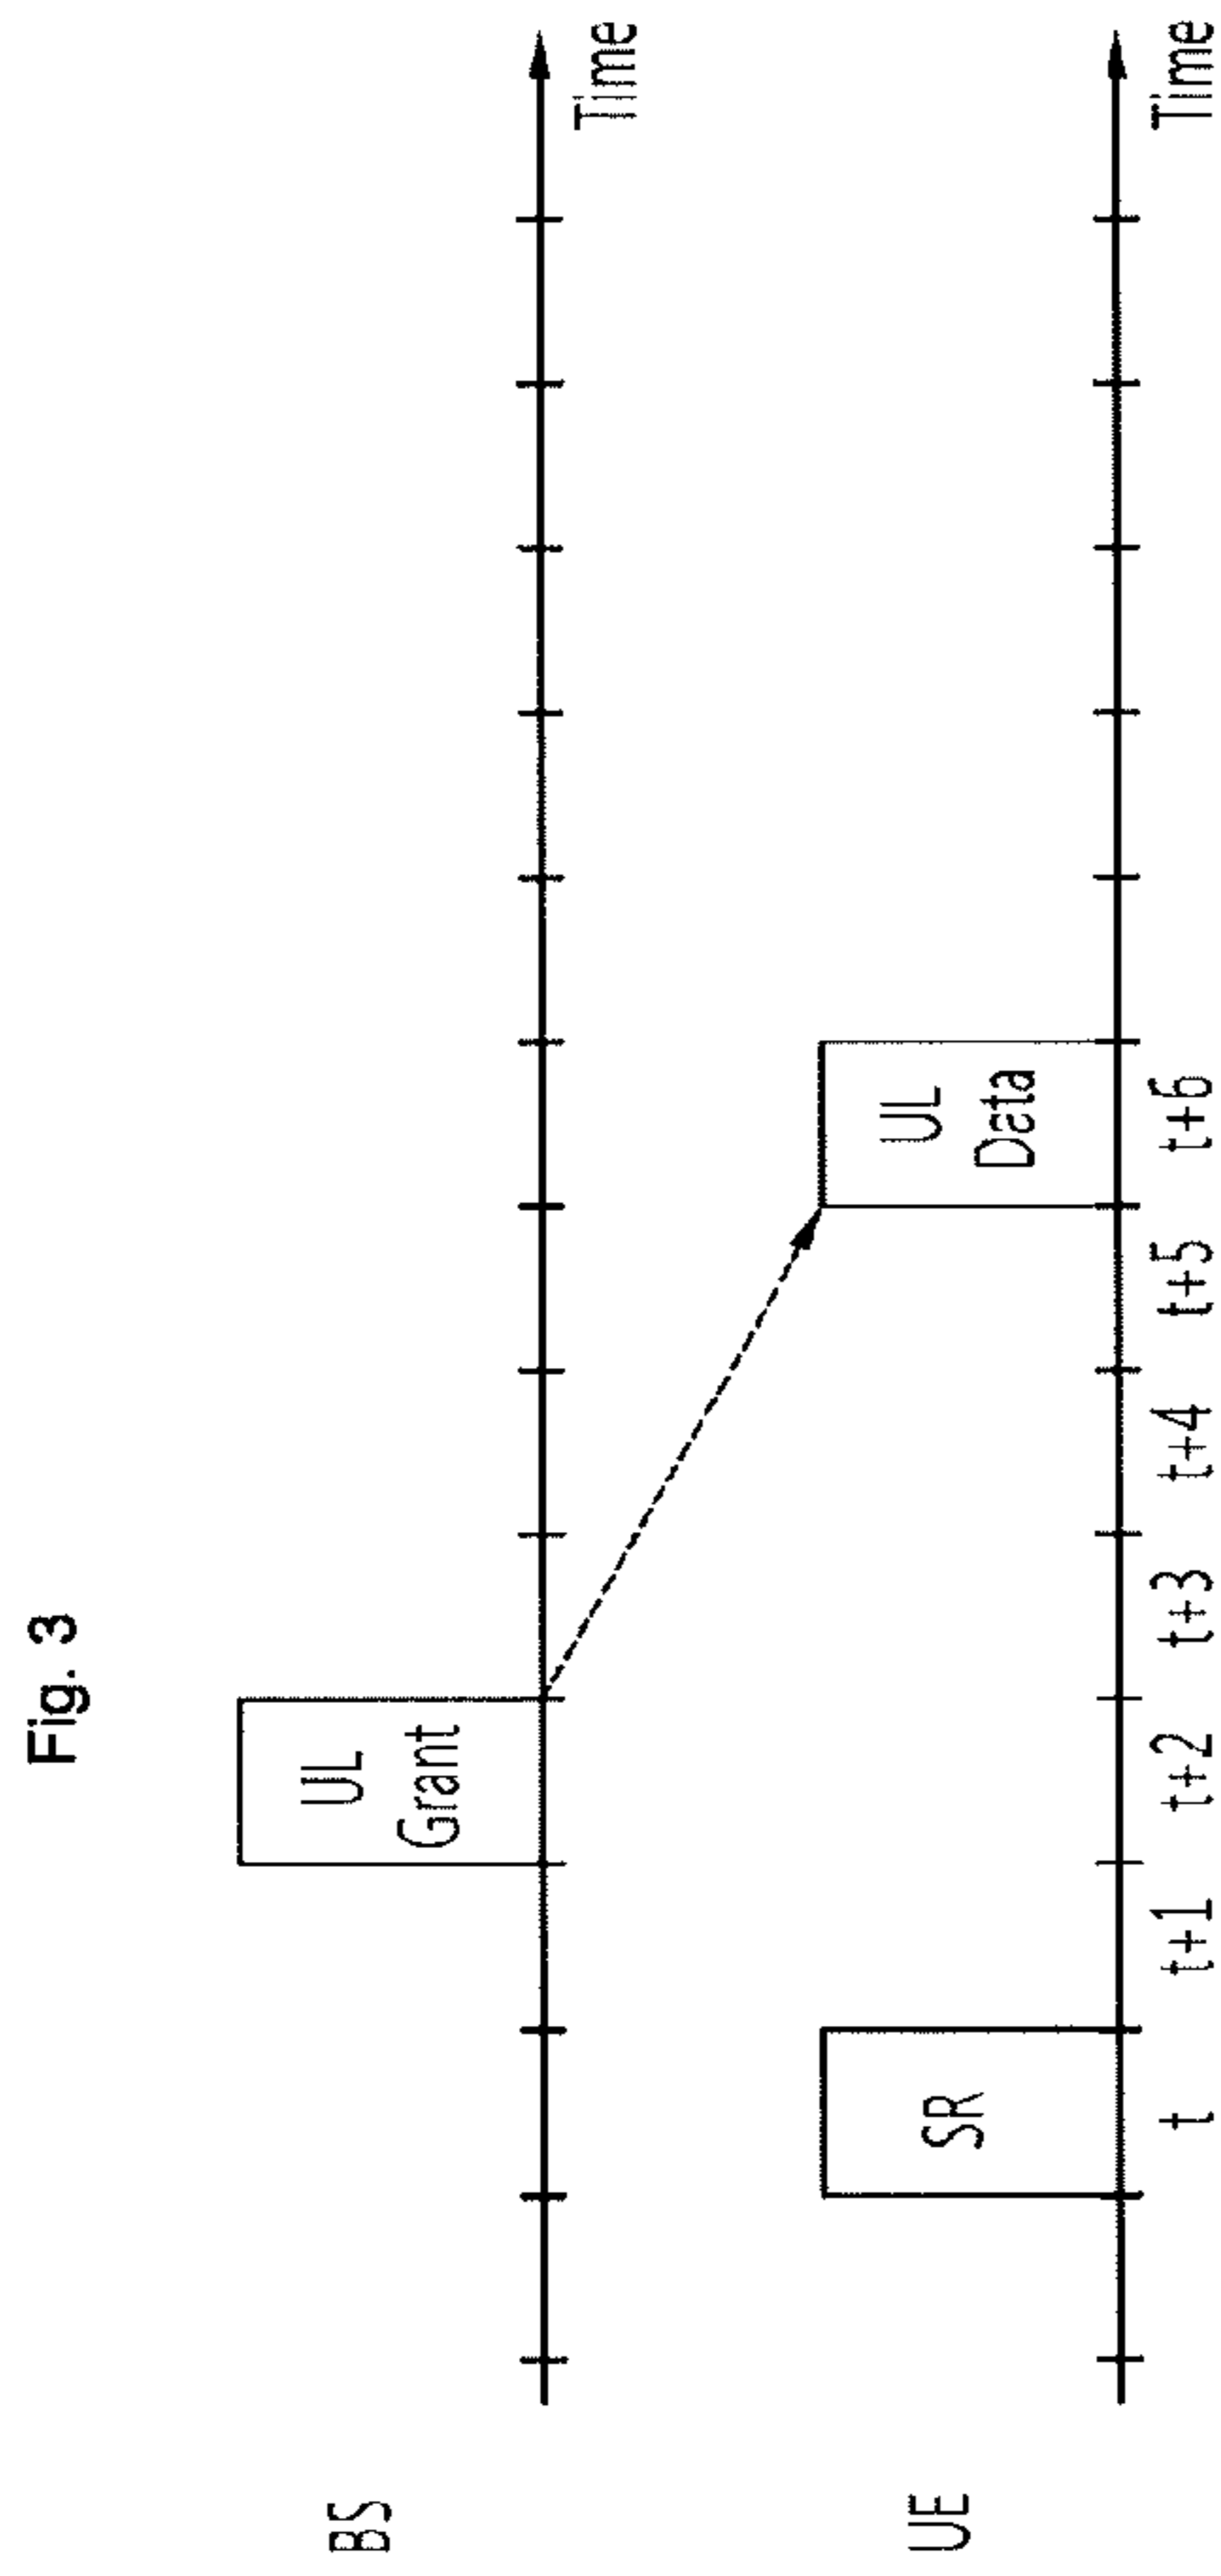 Fig. 3
BS
UL
Grant
Time
UE
SR
UL
Data
t t+1 t+2 t+3 t+4 t+5 t+6 Time